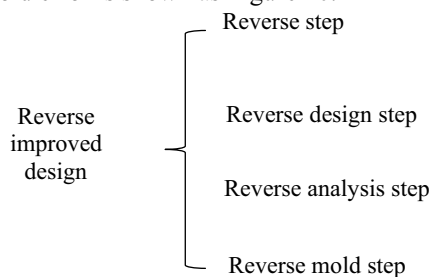 Reverse step
Reverse
improved
design
Reverse design step
Reverse analysis step
Reverse mold step